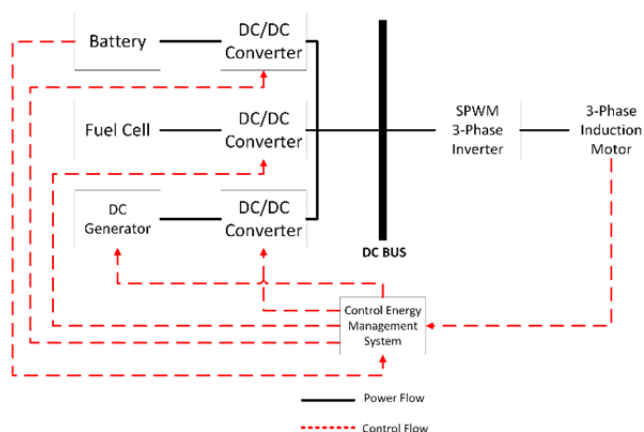 Battery
DC/DC
Converter
Fuel Cell
DC/DC
Converter
SPWM
3-Phase
Inverter
3-Phase
Induction
Motor
DC
Generator
DC/DC
Converter
DC BUS
Control Energy
Management
System
Power Flow
Control Flow